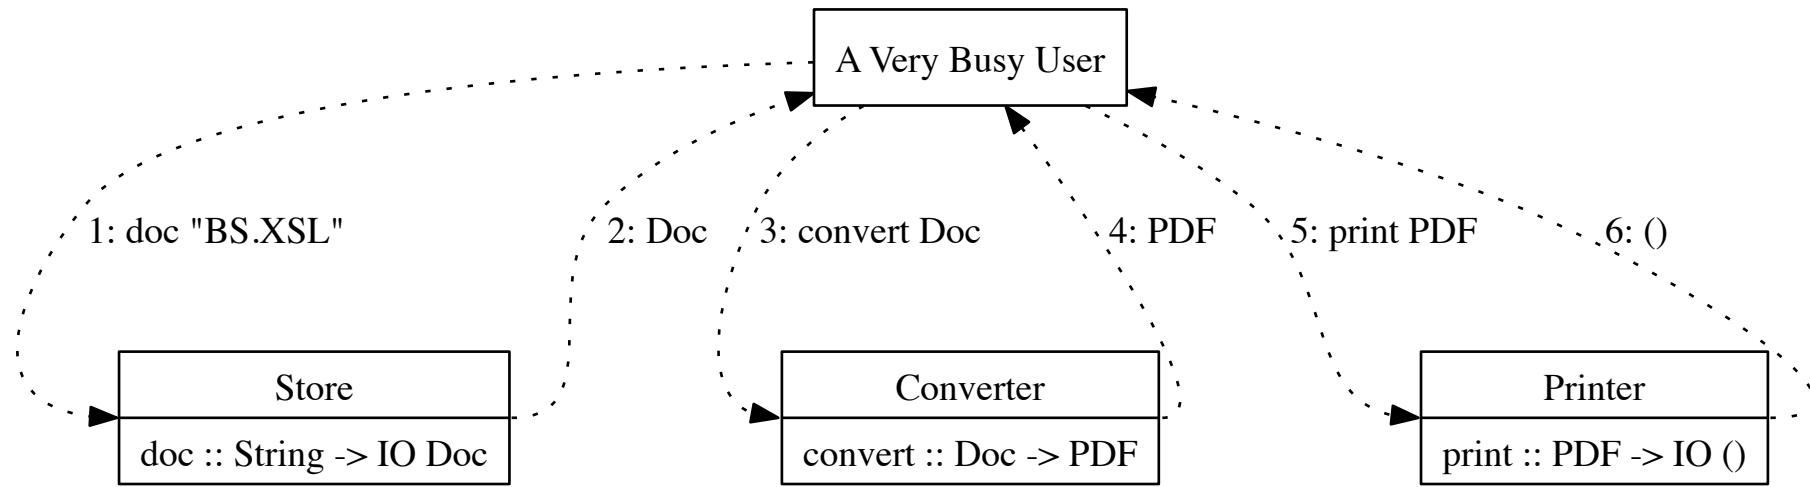 A Very Busy User
1: doc "BS.XSL"
2: Doc
3: convert Doc
4: PDF
5: print PDF
6: ()
Store
doc :: String -> IO Doc
Converter
convert :: Doc -> PDF
Printer
print :: PDF -> IO ()